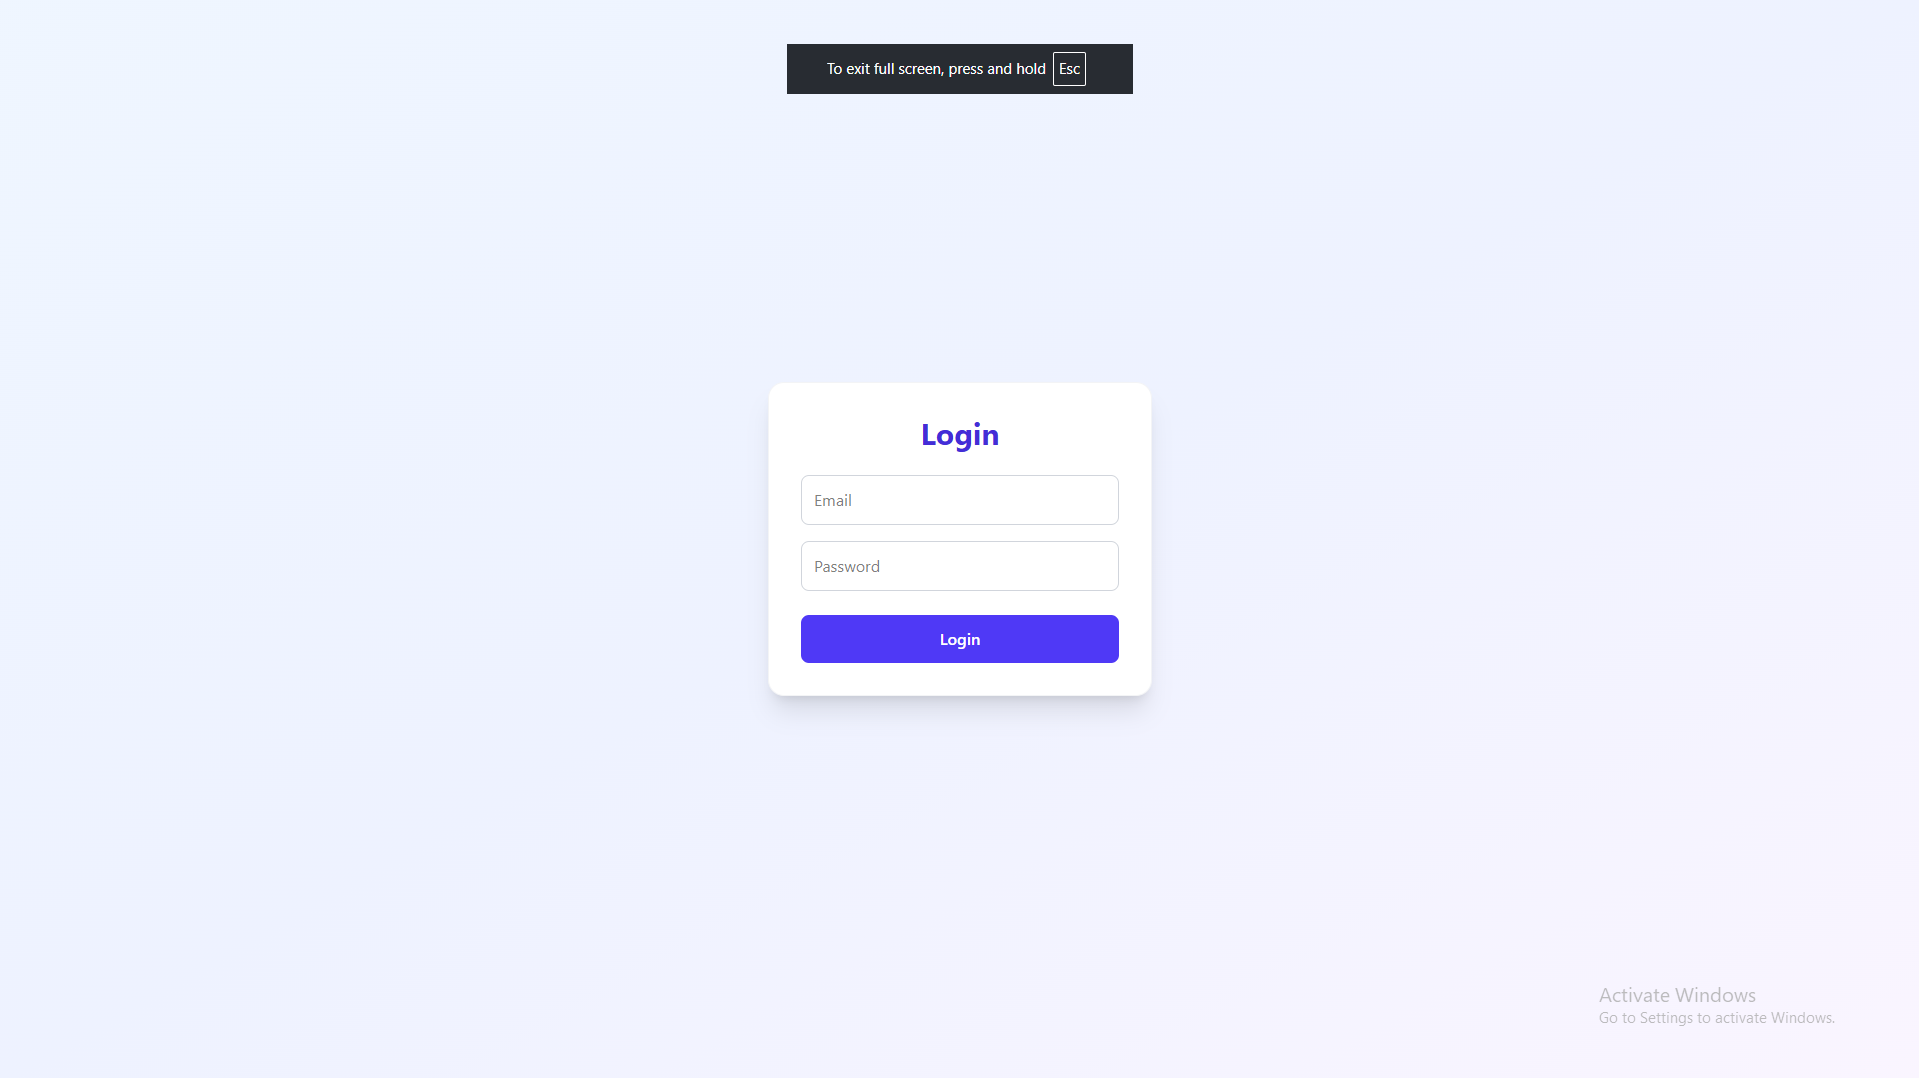 To exit full screen, press and hold Esc
Login
Email
Password
Login
Activate Windows
Go to Settings to activate Windows.